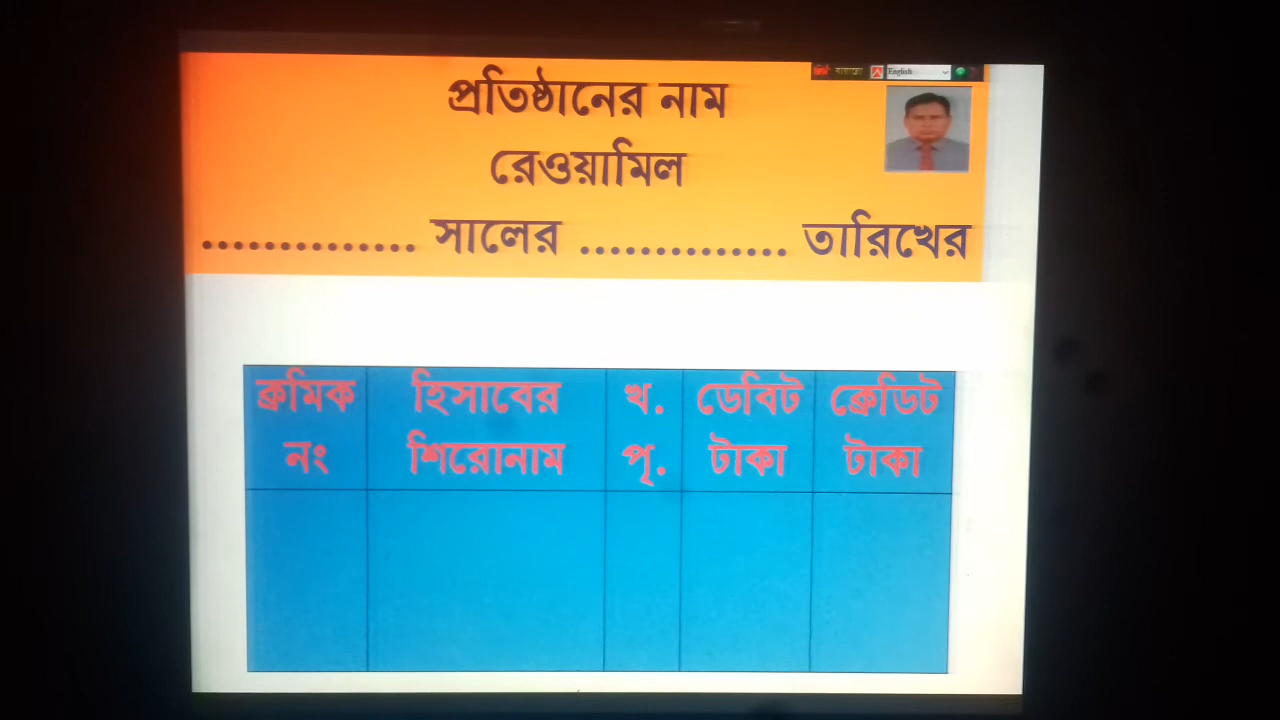 English
প্রতিষ্ঠানের নাম
রেওয়ামিল
.............. সালের .............. তারিখের
ক্রমিক নং
হিসাবের শিরোনাম
খ. পৃ.
ডেবিট টাকা
ক্রেডিট টাকা